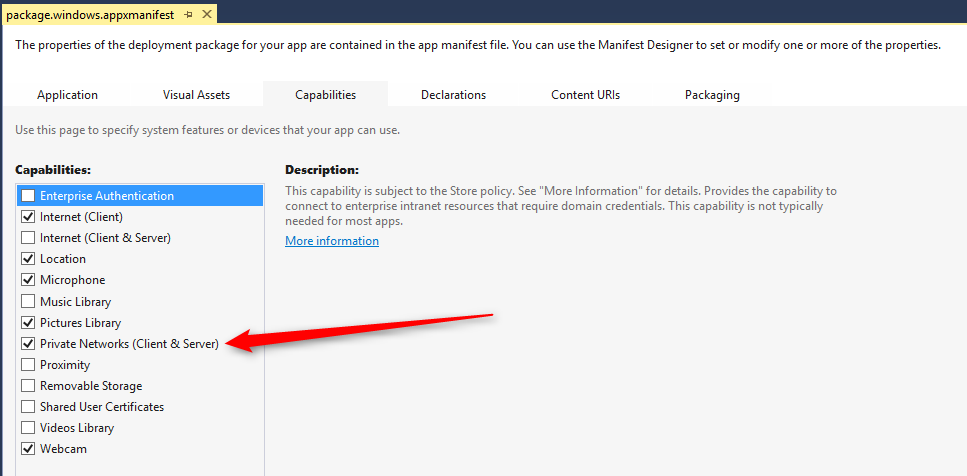 package.windows.appxmanifest
The properties of the deployment package for your app are contained in the app manifest file. You can use the Manifest Designer to set or modify one or more of the properties.
Application Visual Assets Capabilities Declarations Content URIs Packaging
Use this page to specify system features or devices that your app can use.
Capabilities:
Enterprise Authentication
Internet (Client)
Internet (Client & Server)
Location
Microphone
Music Library
Pictures Library
Private Networks (Client & Server)
Proximity
Removable Storage
Shared User Certificates
Videos Library
Webcam
Description:
This capability is subject to the Store policy. See "More Information" for details. Provides the capability to
connect to enterprise intranet resources that require domain credentials. This capability is not typically
needed for most apps.
More information